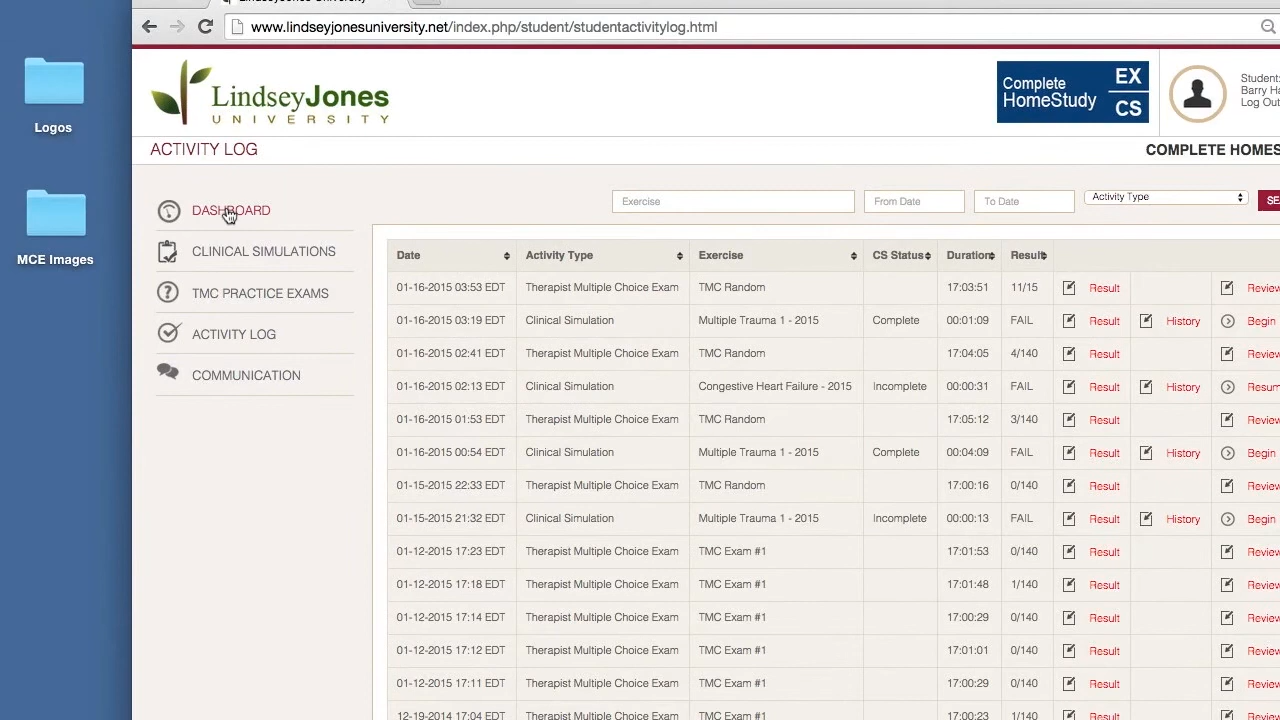 www.lindseyjonesuniversity.net/index.php/student/studentactivitylog.html
Logos
MCE Images
LindseyJones
UNIVERSITY
Complete HomeStudy EX CS
Student:
Barry Ha
Log Out
ACTIVITY LOG
COMPLETE HOMES
DASHBOARD
CLINICAL SIMULATIONS
TMC PRACTICE EXAMS
ACTIVITY LOG
COMMUNICATION
Exercise From Date To Date Activity Type SE
Date Activity Type Exercise CS Status Duration Result
01-16-2015 03:53 EDT Therapist Multiple Choice Exam TMC Random 17:03:51 11/15 Result Review
01-16-2015 03:19 EDT Clinical Simulation Multiple Trauma 1 - 2015 Complete 00:01:09 FAIL Result History Begin
01-16-2015 02:41 EDT Therapist Multiple Choice Exam TMC Random 17:04:05 4/140 Result Review
01-16-2015 02:13 EDT Clinical Simulation Congestive Heart Failure - 2015 Incomplete 00:00:31 FAIL Result History Resum
01-16-2015 01:53 EDT Therapist Multiple Choice Exam TMC Random 17:05:12 3/140 Result Review
01-16-2015 00:54 EDT Clinical Simulation Multiple Trauma 1 - 2015 Complete 00:04:09 FAIL Result History Begin
01-15-2015 22:33 EDT Therapist Multiple Choice Exam TMC Random 17:00:16 0/140 Result Review
01-15-2015 21:32 EDT Clinical Simulation Multiple Trauma 1 - 2015 Incomplete 00:00:13 FAIL Result History Begin
01-12-2015 17:23 EDT Therapist Multiple Choice Exam TMC Exam #1 17:01:53 0/140 Result Review
01-12-2015 17:18 EDT Therapist Multiple Choice Exam TMC Exam #1 17:01:48 1/140 Result Review
01-12-2015 17:14 EDT Therapist Multiple Choice Exam TMC Exam #1 17:00:29 0/140 Result Review
01-12-2015 17:12 EDT Therapist Multiple Choice Exam TMC Exam #1 17:01:01 0/140 Result Review
01-12-2015 17:11 EDT Therapist Multiple Choice Exam TMC Exam #1 17:00:29 0/140 Result Review
12-19-2014 17:04 EDT Therapist Multiple Choice Exam TMC Exam #1 17:00:23 1/140 Result Review